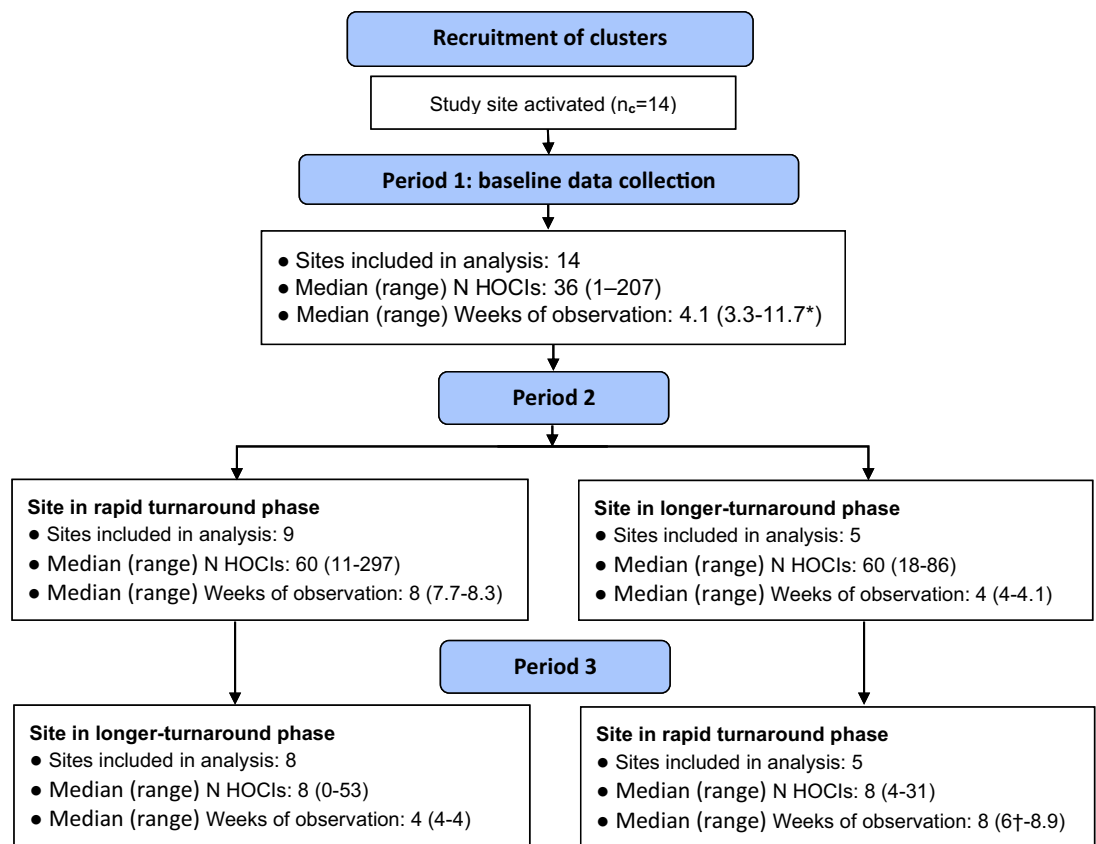 Recruitment of clusters
Study site activated (nc=14)
Period 1: baseline data collection
● Sites included in analysis: 14
● Median (range) N HOCIs: 36 (1–207)
● Median (range) Weeks of observation: 4.1 (3.3-11.7*)
Period 2
Site in rapid turnaround phase
● Sites included in analysis: 9
● Median (range) N HOCIs: 60 (11-297)
● Median (range) Weeks of observation: 8 (7.7-8.3)
Site in longer-turnaround phase
● Sites included in analysis: 5
● Median (range) N HOCIs: 60 (18-86)
● Median (range) Weeks of observation: 4 (4-4.1)
Period 3
Site in longer-turnaround phase
● Sites included in analysis: 8
● Median (range) N HOCIs: 8 (0-53)
● Median (range) Weeks of observation: 4 (4-4)
Site in rapid turnaround phase
● Sites included in analysis: 5
● Median (range) N HOCIs: 8 (4-31)
● Median (range) Weeks of observation: 8 (6†-8.9)